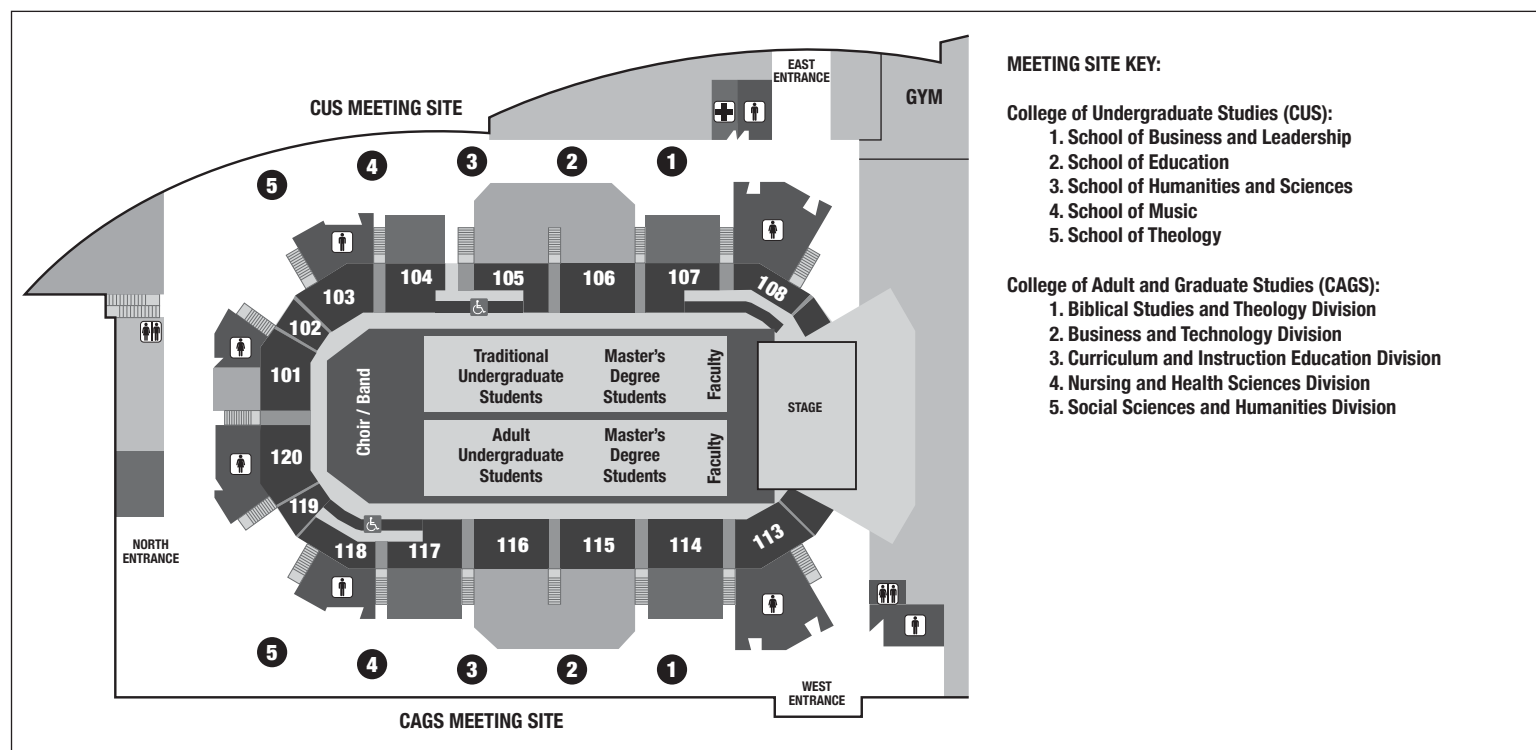 EAST
ENTRANCE
GYM
CUS MEETING SITE
4
3
2
1
5
104
105
106
107
108
103
102
101
Traditional
Undergraduate
Students
Master's
Degree
Students
Faculty
Choir / Band
STAGE
Adult
Undergraduate
Students
Master's
Degree
Students
Faculty
120
119
118
117
116
115
114
113
NORTH
ENTRANCE
5
4
3
2
1
WEST
ENTRANCE
CAGS MEETING SITE
MEETING SITE KEY:
College of Undergraduate Studies (CUS):
1. School of Business and Leadership
2. School of Education
3. School of Humanities and Sciences
4. School of Music
5. School of Theology
College of Adult and Graduate Studies (CAGS):
1. Biblical Studies and Theology Division
2. Business and Technology Division
3. Curriculum and Instruction Education Division
4. Nursing and Health Sciences Division
5. Social Sciences and Humanities Division